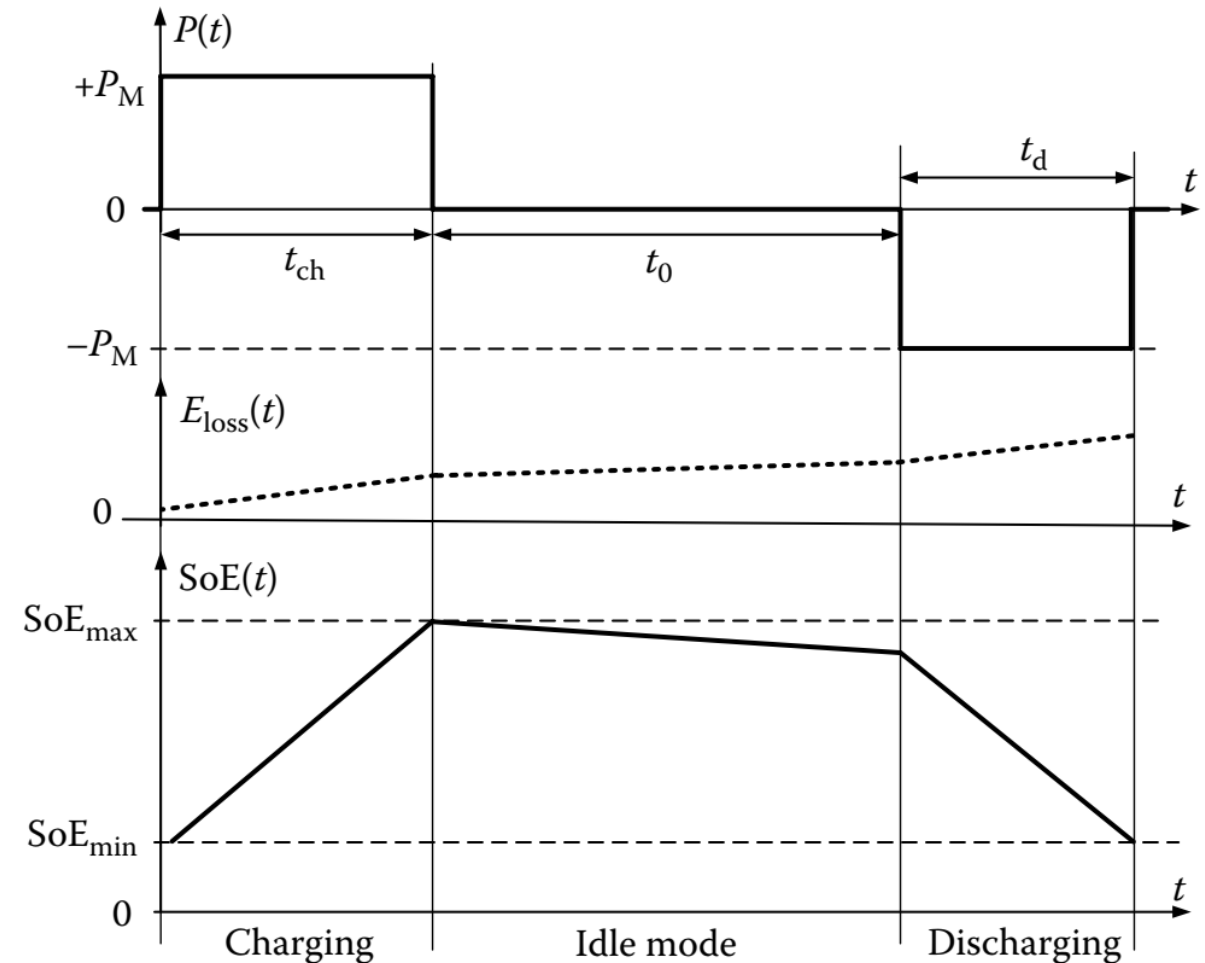 P(t)
+P_M
t_d
t
0
t_ch
t_0
−P_M
E_loss(t)
t
0
SoE(t)
SoE_max
SoE_min
t
0
Charging
Idle mode
Discharging